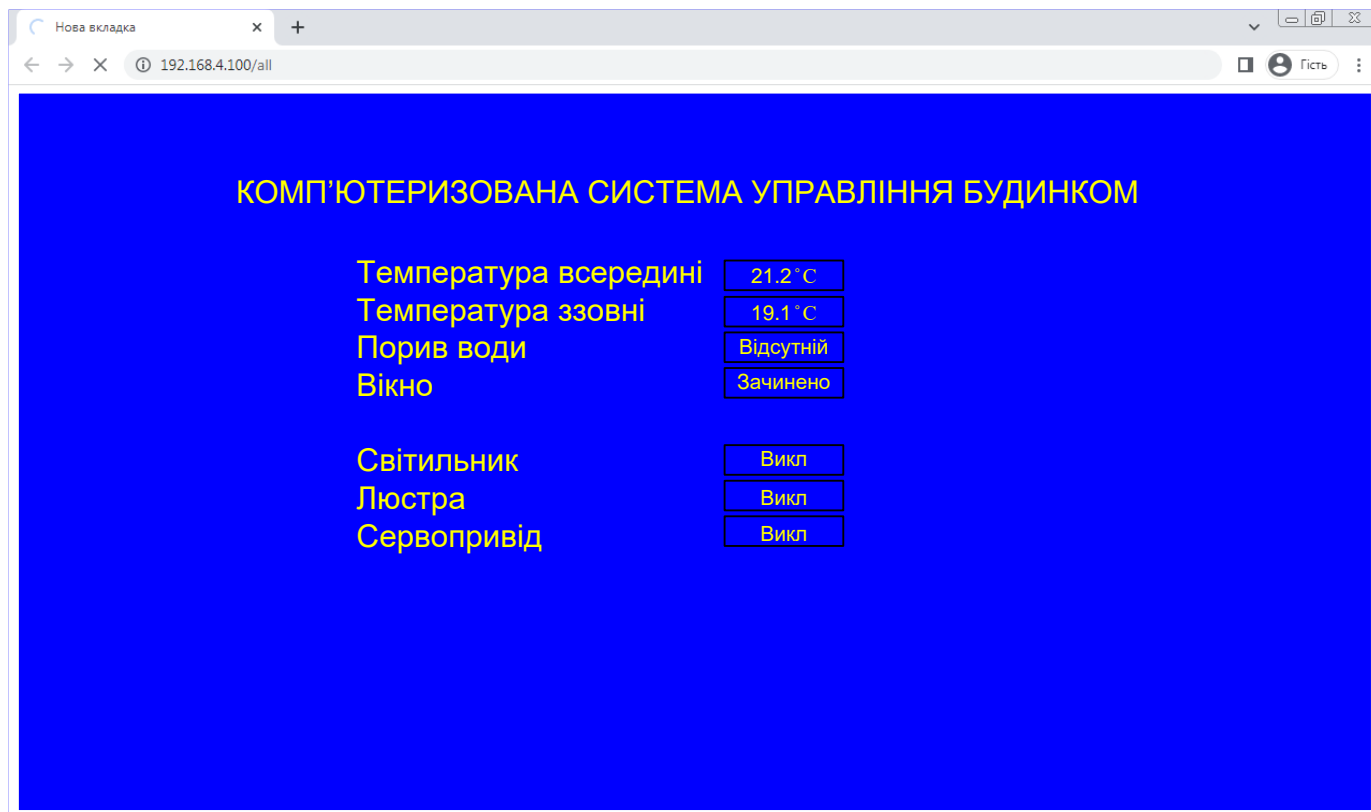 Нова вкладка
192.168.4.100/all
Гість
КОМП’ЮТЕРИЗОВАНА СИСТЕМА УПРАВЛІННЯ БУДИНКОМ
Температура всередині 21.2°C
Температура ззовні 19.1°C
Порив води Відсутній
Вікно Зачинено
Світильник Викл
Люстра Викл
Сервопривід Викл